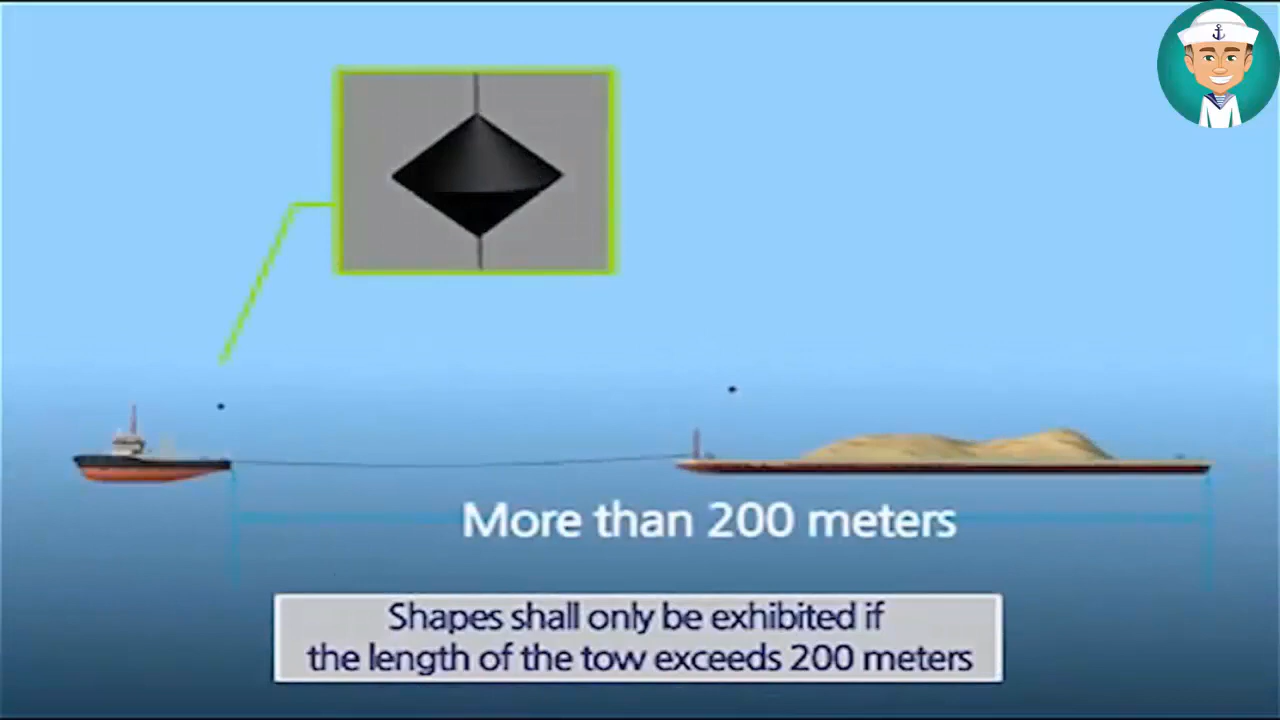 More than 200 meters
Shapes shall only be exhibited if
the length of the tow exceeds 200 meters